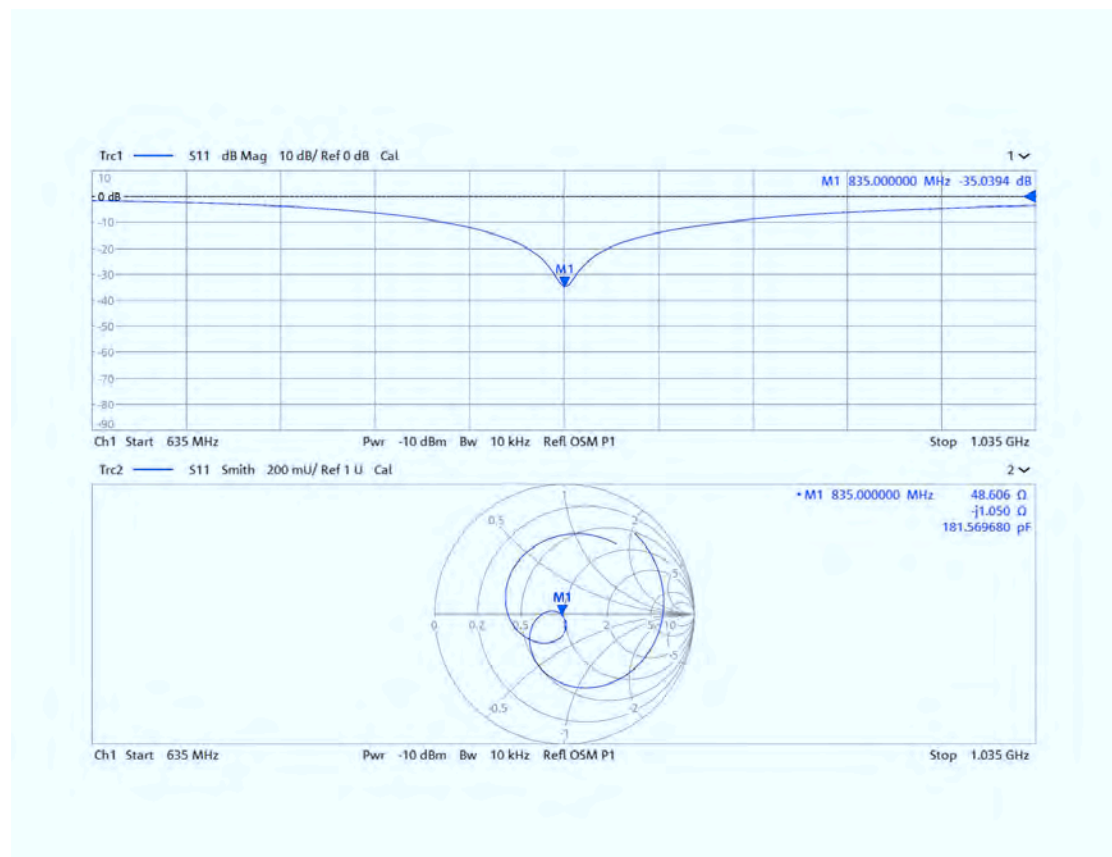 Trc1 S11 dB Mag 10 dB/ Ref 0 dB Cal 1
10
M1 835.000000 MHz -35.0394 dB
0 dB
-10
-20
M1
-30
-40
-50
-60
-70
-80
-90
Ch1 Start 635 MHz Pwr -10 dBm Bw 10 kHz Refl OSM P1 Stop 1.035 GHz
Trc2 S11 Smith 200 mU/ Ref 1 U Cal 2
M1 835.000000 MHz 48.606 Ω
-j1.050 Ω
181.569680 pF
1
0.5 2
5
M1
0 0.2 0.5 1 2 5 10
-5
-0.5 -2
-1
Ch1 Start 635 MHz Pwr -10 dBm Bw 10 kHz Refl OSM P1 Stop 1.035 GHz